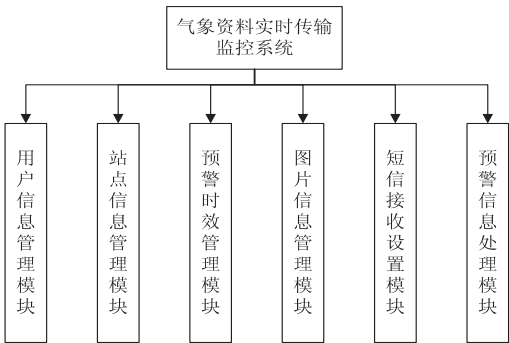 气象资料实时传输
监控系统
用户信息管理模块
站点信息管理模块
预警时效管理模块
图片信息管理模块
短信接收设置模块
预警信息处理模块